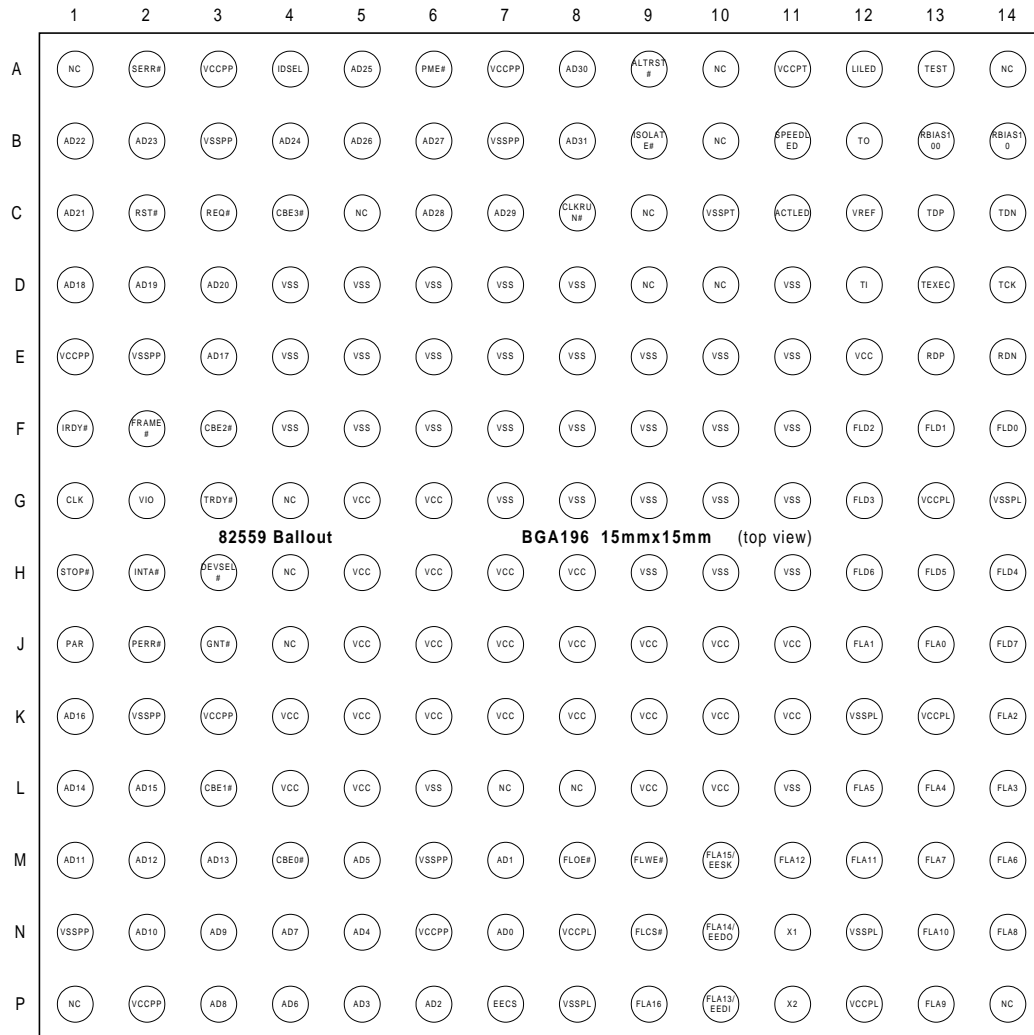 1 2 3 4 5 6 7 8 9 10 11 12 13 14
A NC SERR# VCCPP IDSEL AD25 PME# VCCPP AD30 ALTRST# NC VCCPT LILED TEST NC
B AD22 AD23 VSSPP AD24 AD26 AD27 VSSPP AD31 ISOLATE# NC SPEEDLED TO RBIAS100 RBIAS10
C AD21 RST# REQ# CBE3# NC AD28 AD29 CLKRUN# NC VSSPT ACTLED VREF TDP TDN
D AD18 AD19 AD20 VSS VSS VSS VSS VSS NC NC VSS TI TEXEC TCK
E VCCPP VSSPP AD17 VSS VSS VSS VSS VSS VSS VSS VSS VCC RDP RDN
F IRDY# FRAME# CBE2# VSS VSS VSS VSS VSS VSS VSS VSS FLD2 FLD1 FLD0
G CLK VIO TRDY# NC VCC VCC VSS VSS VSS VSS VSS FLD3 VCCPL VSSPL
82559 Ballout BGA196 15mmx15mm (top view)
H STOP# INTA# DEVSEL# NC VCC VCC VCC VCC VSS VSS VSS FLD6 FLD5 FLD4
J PAR PERR# GNT# NC VCC VCC VCC VCC VCC VCC VCC FLA1 FLA0 FLD7
K AD16 VSSPP VCCPP VCC VCC VCC VCC VCC VCC VCC VCC VSSPL VCCPL FLA2
L AD14 AD15 CBE1# VCC VCC VSS NC NC VCC VCC VSS FLA5 FLA4 FLA3
M AD11 AD12 AD13 CBE0# AD5 VSSPP AD1 FLOE# FLWE# FLA15/EESK FLA12 FLA11 FLA7 FLA6
N VSSPP AD10 AD9 AD7 AD4 VCCPP AD0 VCCPL FLCS# FLA14/EEDO X1 VSSPL FLA10 FLA8
P NC VCCPP AD8 AD6 AD3 AD2 EECS VSSPL FLA16 FLA13/EEDI X2 VCCPL FLA9 NC